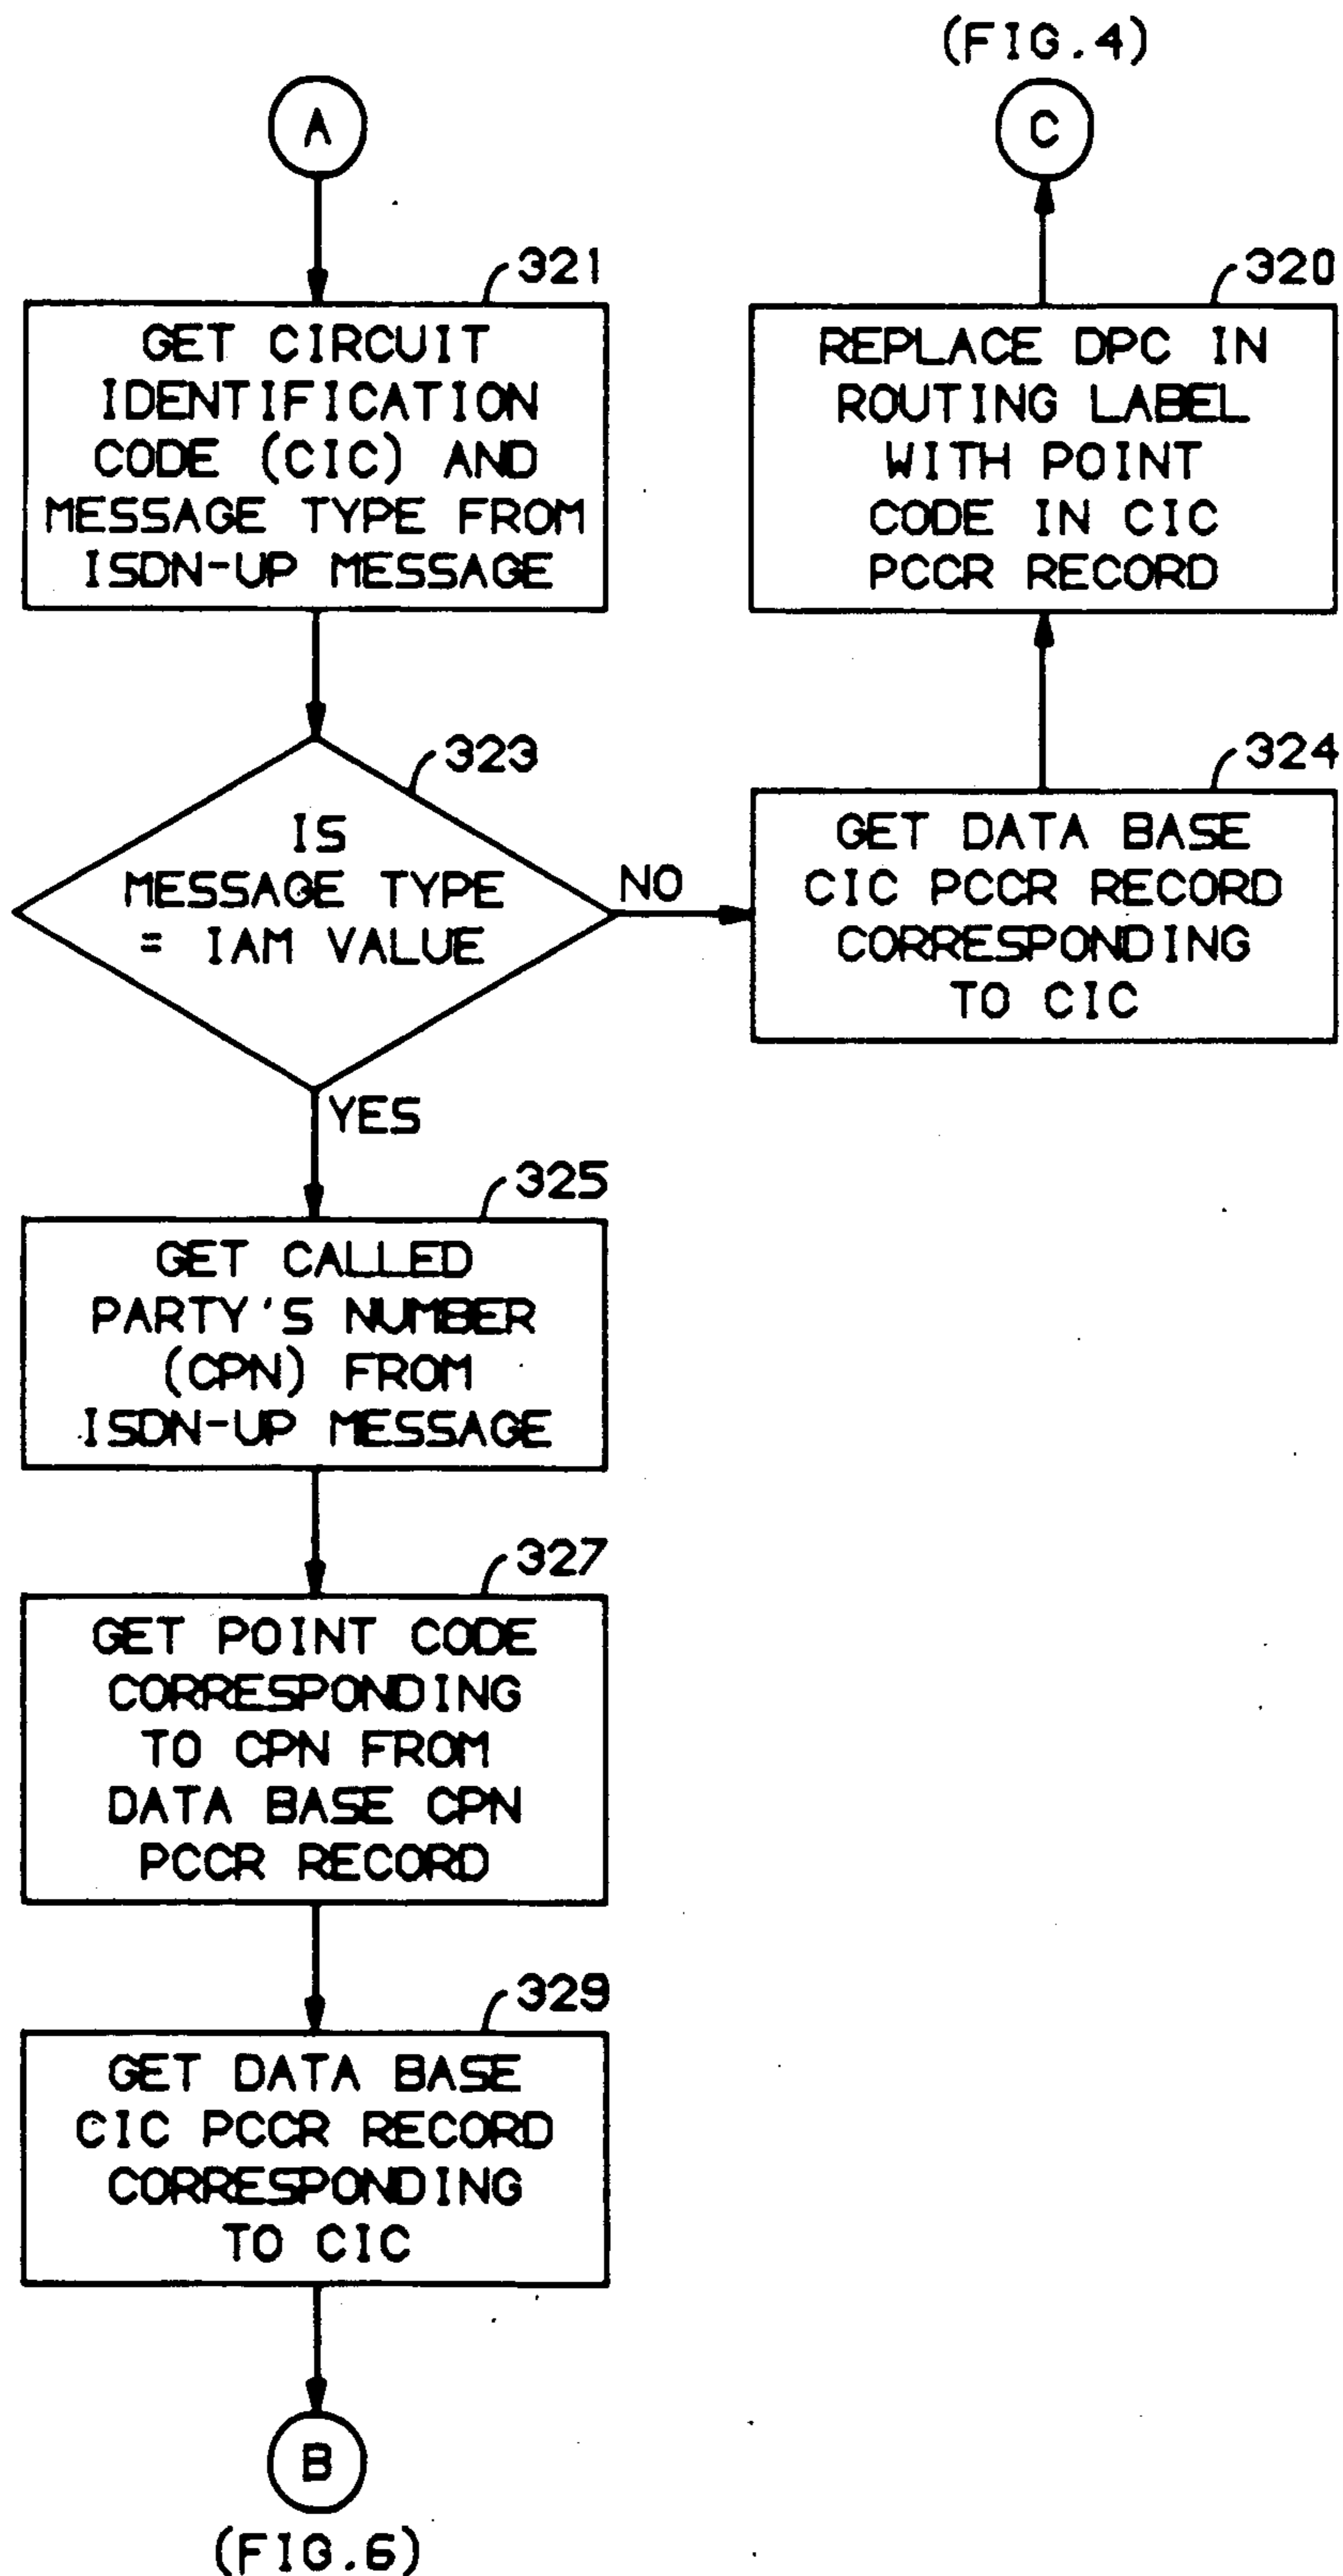 A
321
GET CIRCUIT
IDENTIFICATION
CODE (CIC) AND
MESSAGE TYPE FROM
ISDN-UP MESSAGE
323
IS
MESSAGE TYPE
= IAM VALUE
NO
YES
325
GET CALLED
PARTY'S NUMBER
(CPN) FROM
ISDN-UP MESSAGE
327
GET POINT CODE
CORRESPONDING
TO CPN FROM
DATA BASE CPN
PCCR RECORD
329
GET DATA BASE
CIC PCCR RECORD
CORRESPONDING
TO CIC
B
(FIG.6)
(FIG.4)
C
320
REPLACE DPC IN
ROUTING LABEL
WITH POINT
CODE IN CIC
PCCR RECORD
324
GET DATA BASE
CIC PCCR RECORD
CORRESPONDING
TO CIC